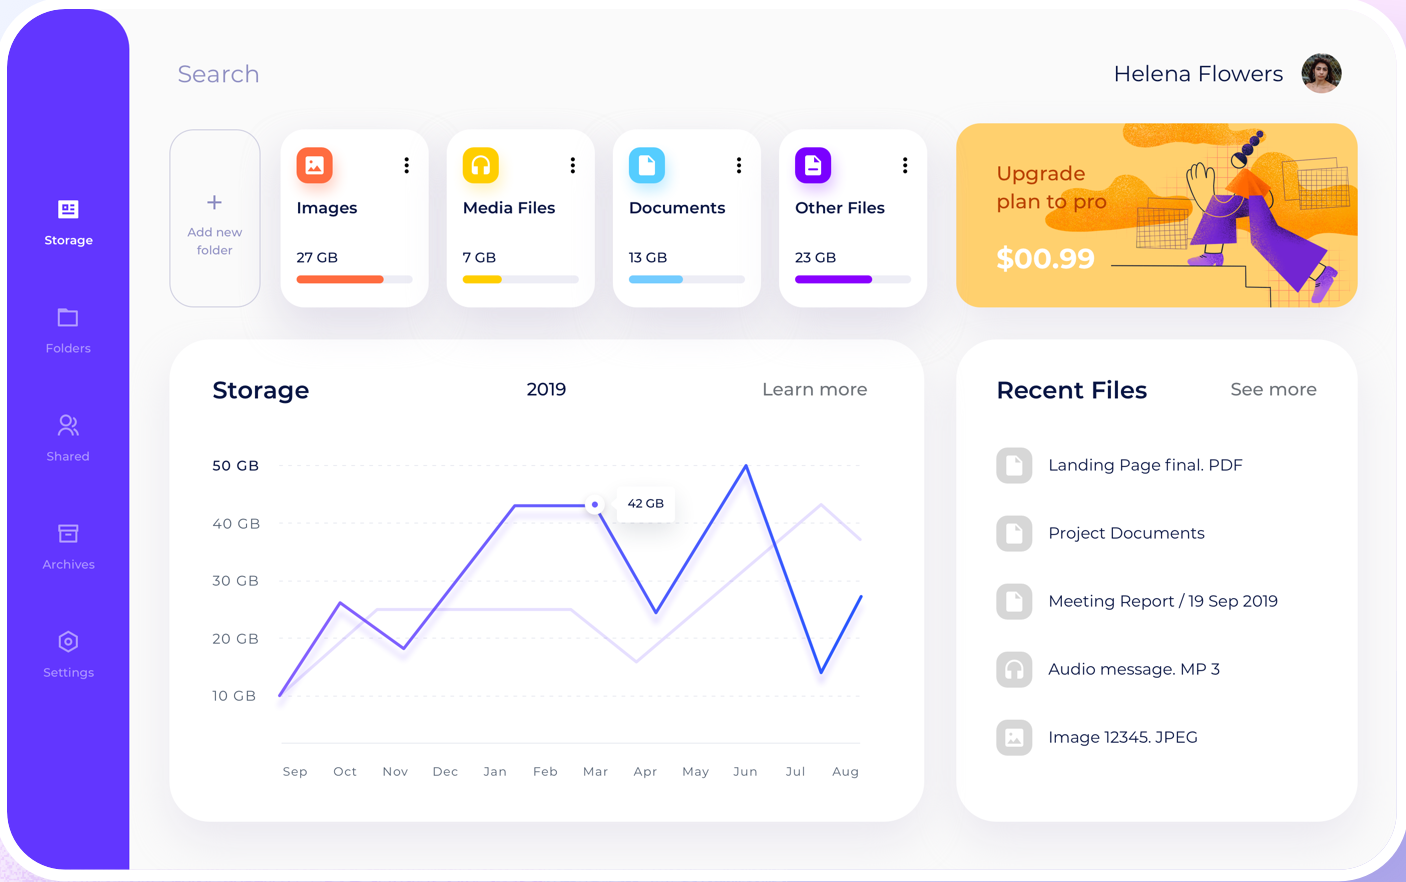 Search
Helena Flowers
Storage
Folders
Shared
Archives
Settings
Add new
folder
Images
27 GB
Media Files
7 GB
Documents
13 GB
Other Files
23 GB
Upgrade
plan to pro
$00.99
Storage
2019
Learn more
50 GB
40 GB
30 GB
20 GB
10 GB
42 GB
Sep Oct Nov Dec Jan Feb Mar Apr May Jun Jul Aug
Recent Files
See more
Landing Page final. PDF
Project Documents
Meeting Report / 19 Sep 2019
Audio message. MP 3
Image 12345. JPEG